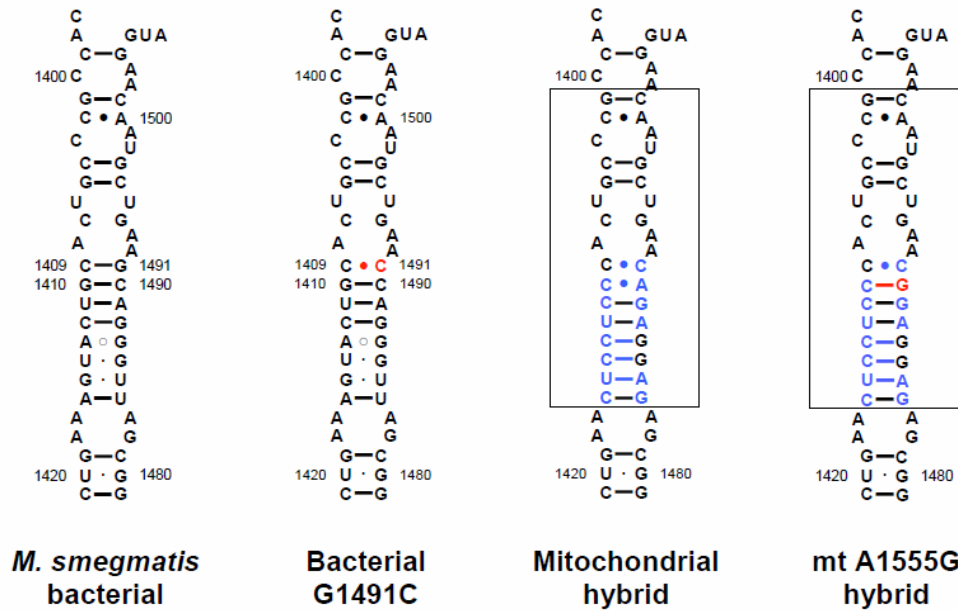 C
A GUA
C G
1400 C A A
G C A
C • A 1500
C A U
C G
G C
U U
C G
A A A
1409 C G 1491
1410 G C 1490
U A
C G
A ○ G
U · G
G · U
A U
A A
A G
G C
1420 U · G 1480
C G
M. smegmatis
bacterial
C
A GUA
C G
1400 C A A
G C A
C • A 1500
C A U
C G
G C
U U
C G
A A A
1409 C • C 1491
1410 G C 1490
U A
C G
A ○ G
U · G
G · U
A U
A A
A G
G C
1420 U · G 1480
C G
Bacterial
G1491C
C
A GUA
C G
1400 C A A
G C A
C • A
C A U
C G
G C
U U
C G
A A A
C • C
C • A
C G
U A
C G
C G
U A
C G
A A
A G
G C
1420 U · G 1480
C G
Mitochondrial
hybrid
C
A GUA
C G
1400 C A A
G C A
C • A
C A U
C G
G C
U U
C G
A A A
C • C
C G
C G
U A
C G
C G
U A
C G
A A
A G
G C
1420 U · G 1480
C G
mt A1555G
hybrid